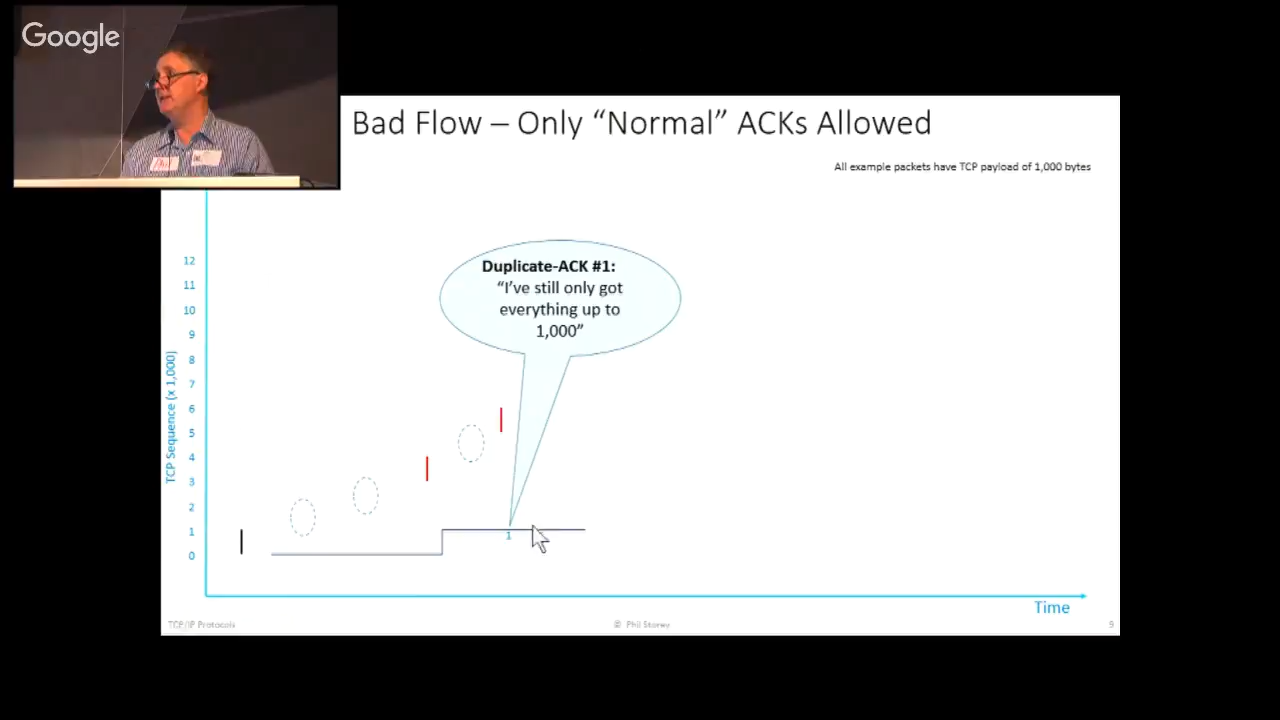 Google
Bad Flow – Only “Normal” ACKs Allowed
All example packets have TCP payload of 1,000 bytes
12
11
10
9
8
7
6
5
4
3
2
1
0
TCP Sequence (x 1,000)
Duplicate-ACK #1:
“I’ve still only got
everything up to
1,000”
1
Time
TCP/IP Protocols
© Phil Storey
9